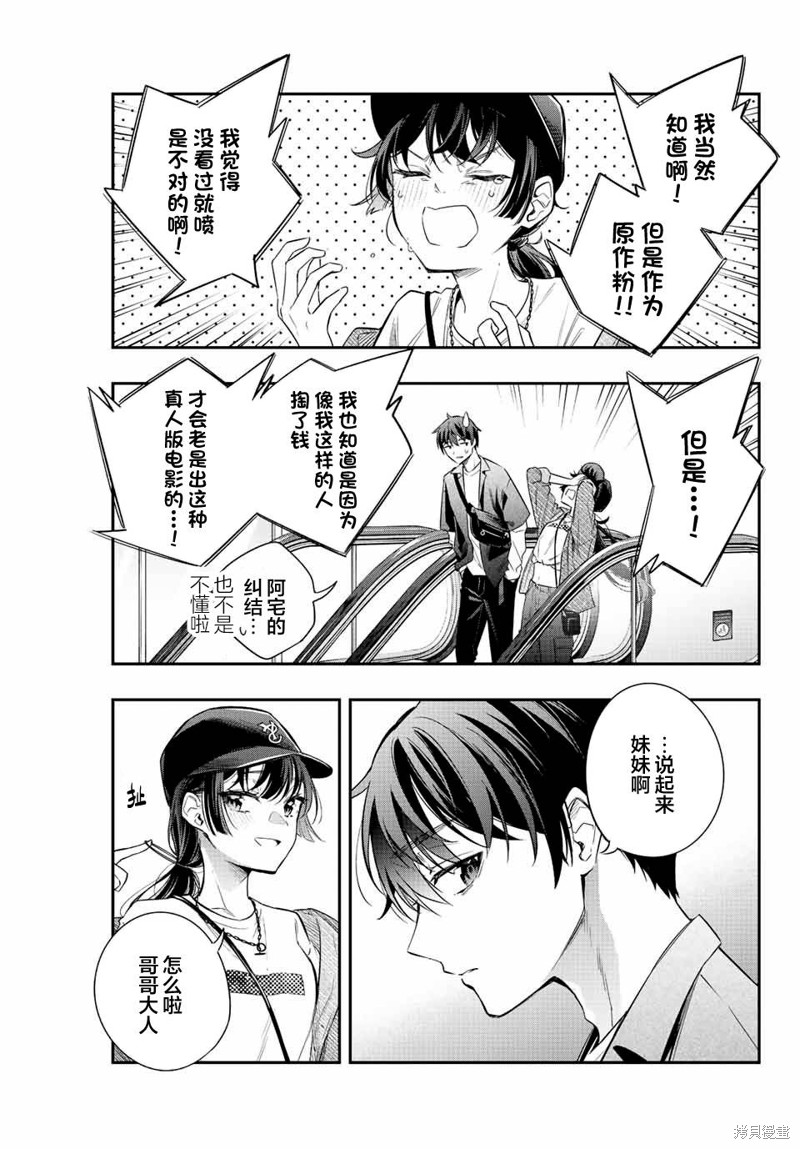 我当然
知道啊！
但是作为
原作粉！！
我觉得
没看过就喷
是不对的啊！
但是…！
我也知道是因为
像我这样的人
掏了钱
才会老是出这种
真人版电影的…！
阿宅的
纠结…
也不是
不懂啦
…说起来
妹妹啊
扯
怎么啦
哥哥大人
拷貝漫畫